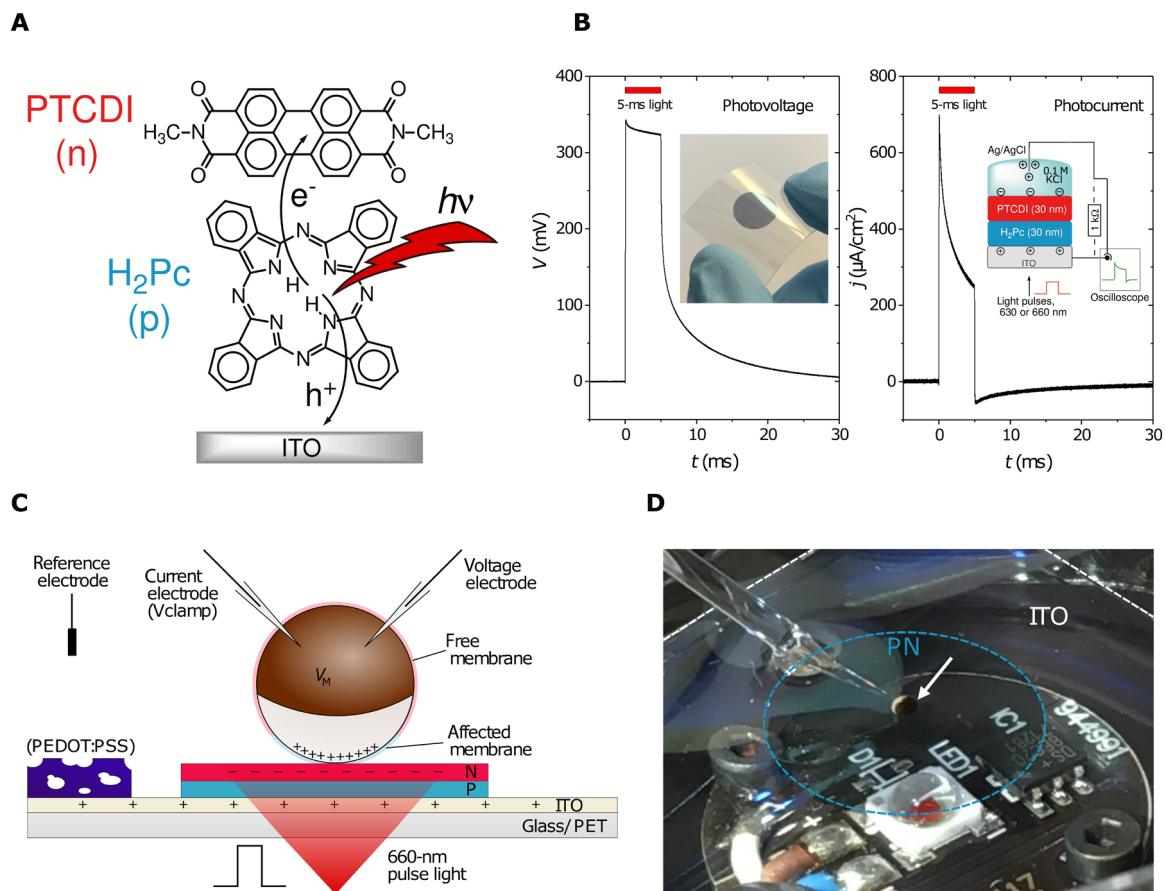 A
PTCDI
(n)
O
O
H₃C
N
N
CH₃
O
O
e⁻
hν
H₂Pc
(p)
N
N
N
H
N
N
H
N
N
N
h⁺
ITO
B
400
300
200
100
0
V (mV)
0
10
20
30
t (ms)
5-ms light
Photovoltage
800
600
400
200
0
j (µA/cm²)
0
10
20
30
t (ms)
5-ms light
Photocurrent
Ag/AgCl
0.1 M
KCl
PTCDI (30 nm)
H₂Pc (30 nm)
ITO
1 kΩ
Light pulses,
630 or 660 nm
Oscilloscope
C
Reference
electrode
Current
electrode
(Vclamp)
Voltage
electrode
Free
membrane
V_M
Affected
membrane
(PEDOT:PSS)
N
P
ITO
Glass/PET
660-nm
pulse light
D
ITO
PN
IC1
94499
D1
LED1